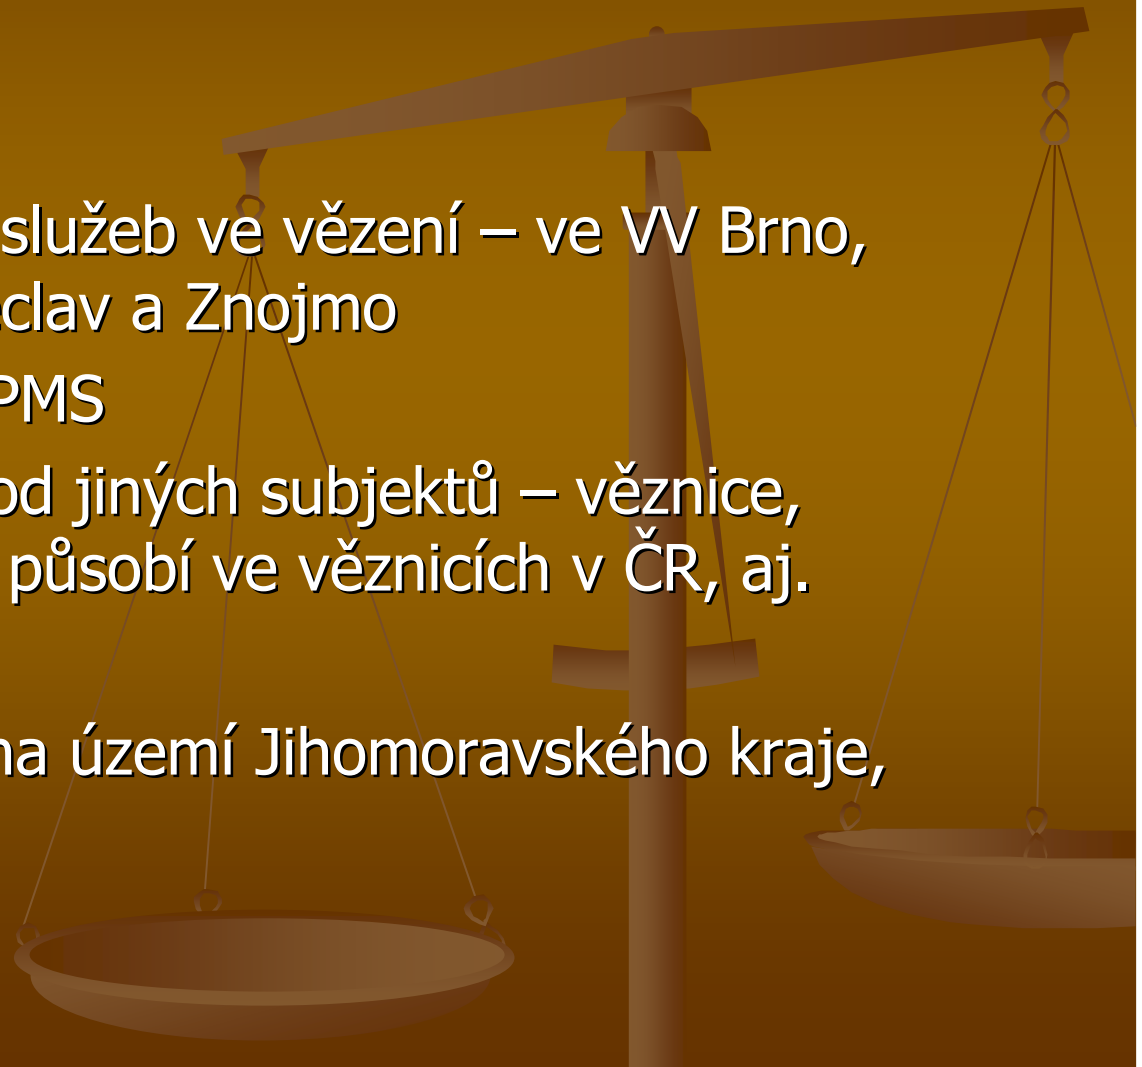 služeb ve vězení – ve VV Brno,
clav a Znojmo
PMS
od jiných subjektů – věznice,
působí ve věznicích v ČR, aj.
na území Jihomoravského kraje,